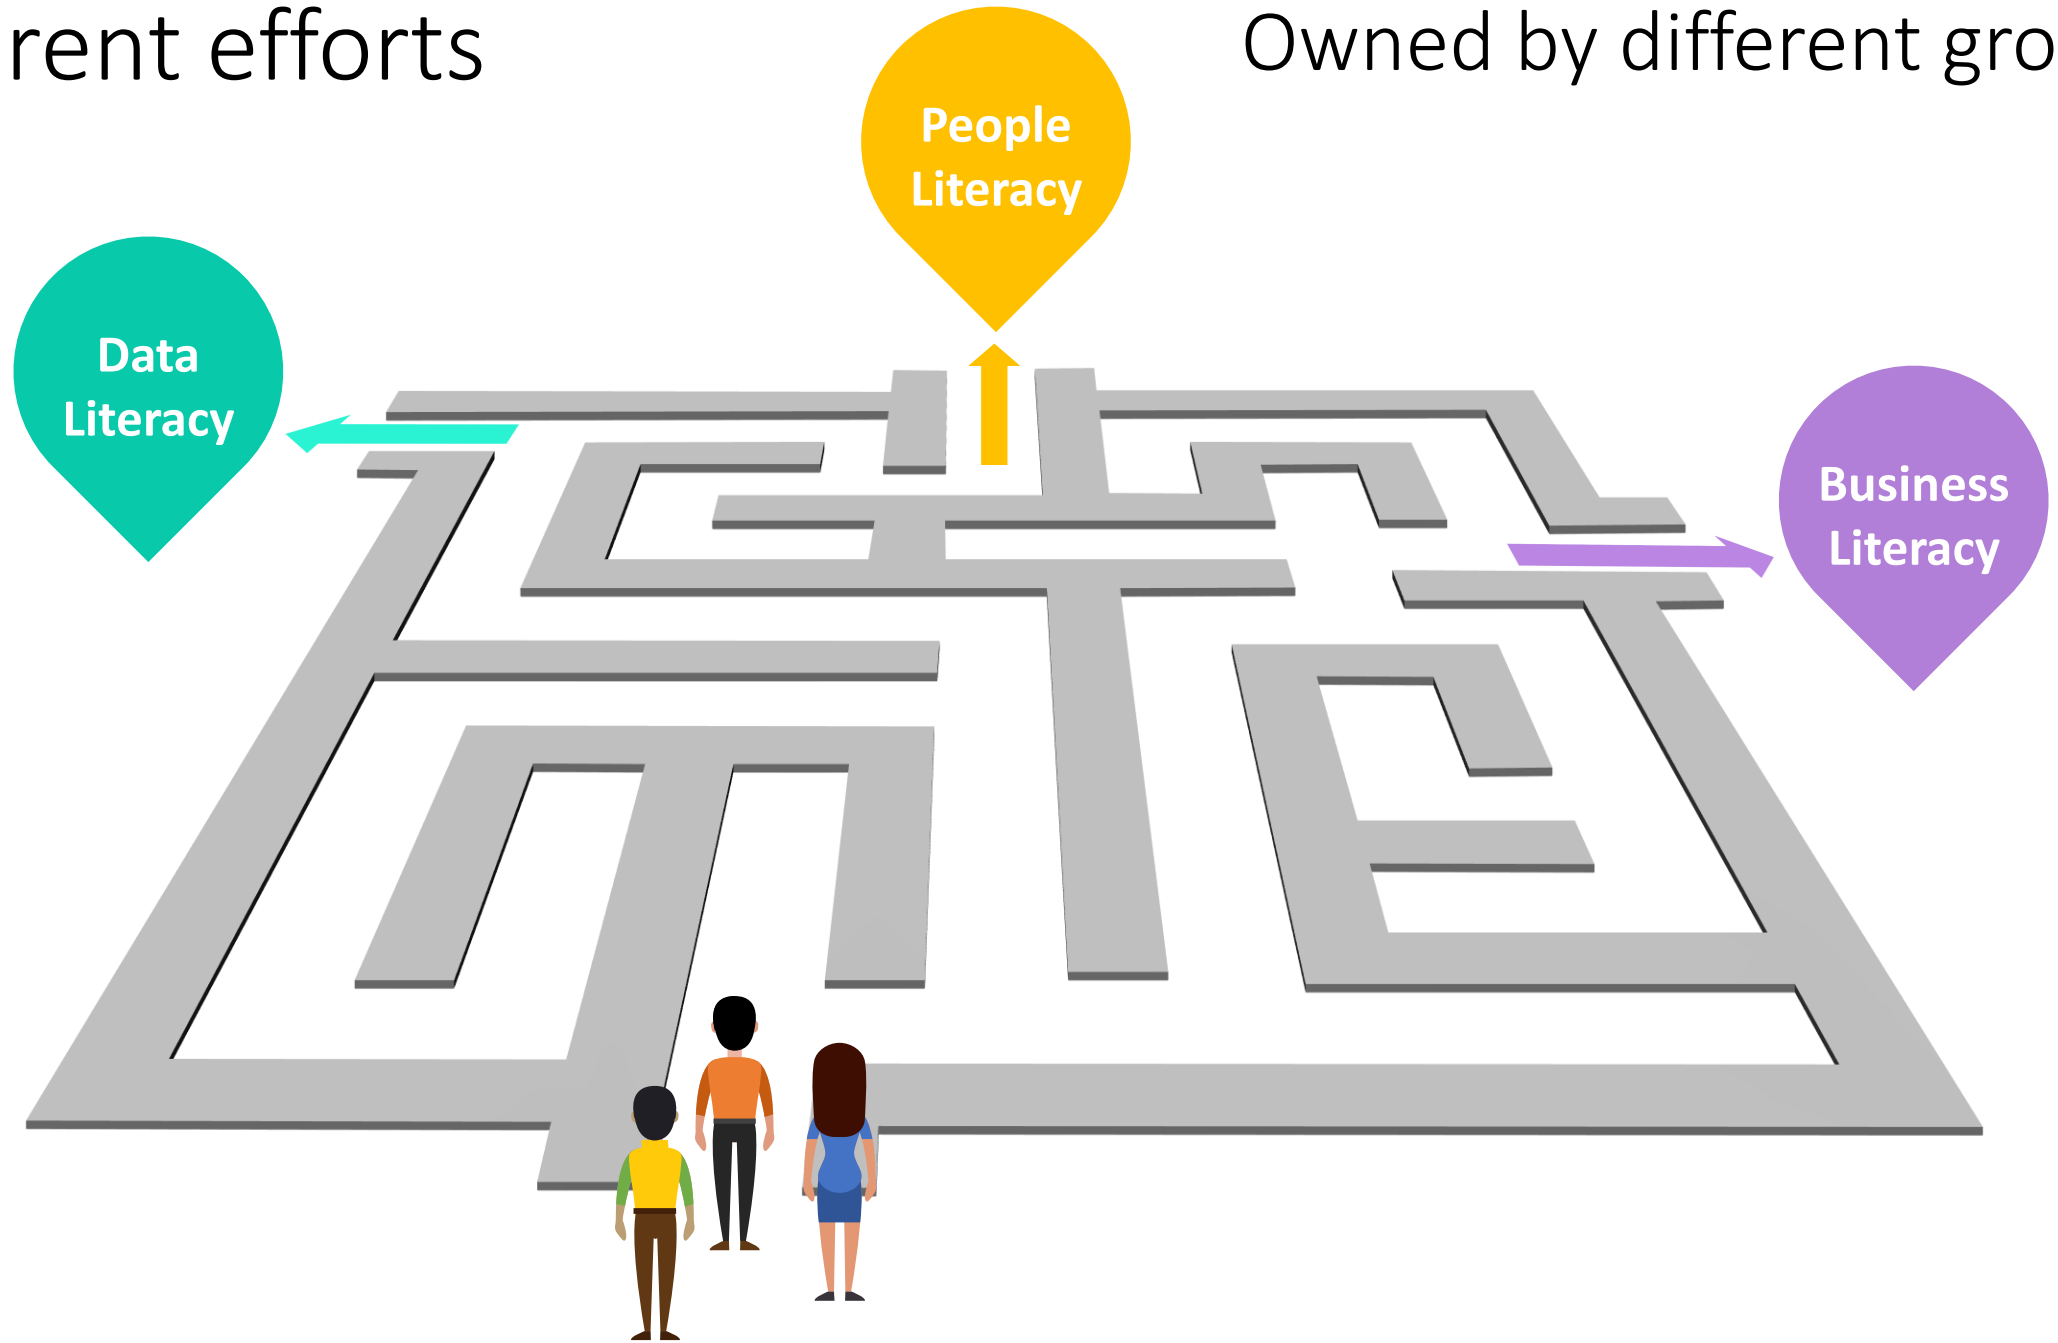 rent efforts
Owned by different gro
People
Literacy
Data
Literacy
Business
Literacy